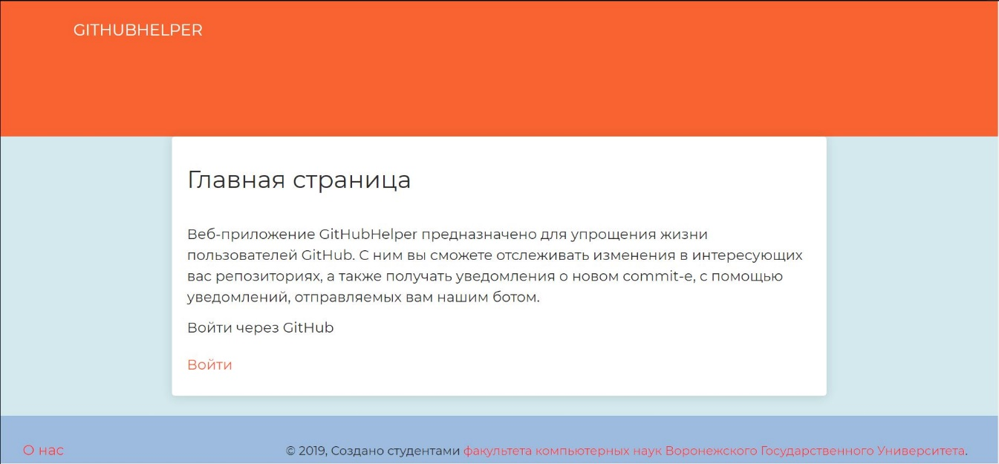 GITHUBHELPER
Главная страница
Веб-приложение GitHubHelper предназначено для упрощения жизни
пользователей GitHub. С ним вы сможете отслеживать изменения в интересующих
вас репозиториях, а также получать уведомления о новом commit-е, с помощью
уведомлений, отправляемых вам нашим ботом.
Войти через GitHub
Войти
О нас
© 2019, Создано студентами факультета компьютерных наук Воронежского Государственного Университета.